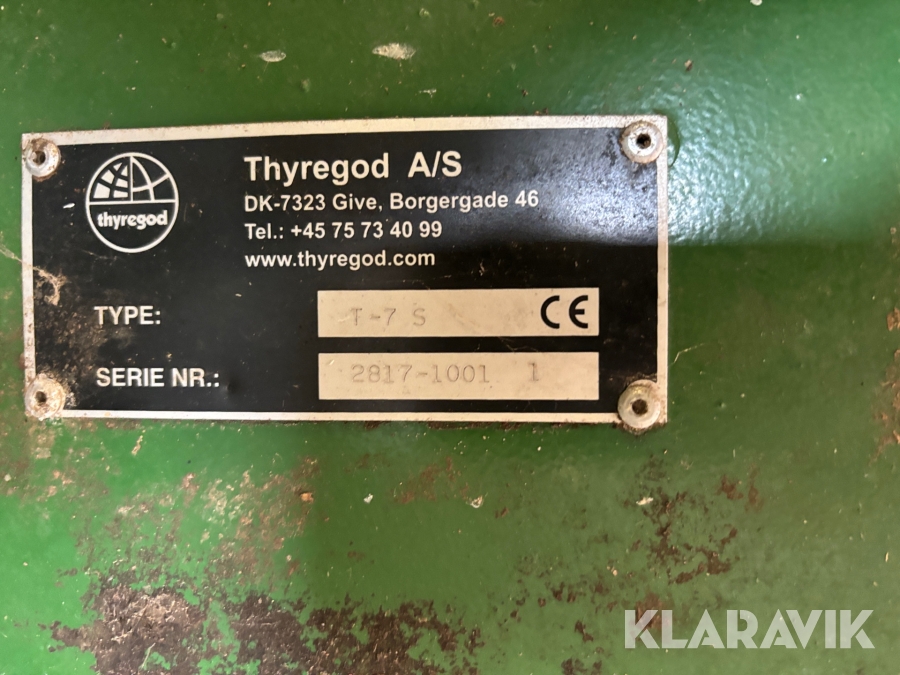 Thyregod A/S
DK-7323 Give, Borgergade 46
Tel.: +45 75 73 40 99
www.thyregod.com
thyregod
TYPE: T-7 S CE
SERIE NR.: 2817-1001 1
KLARAVIK